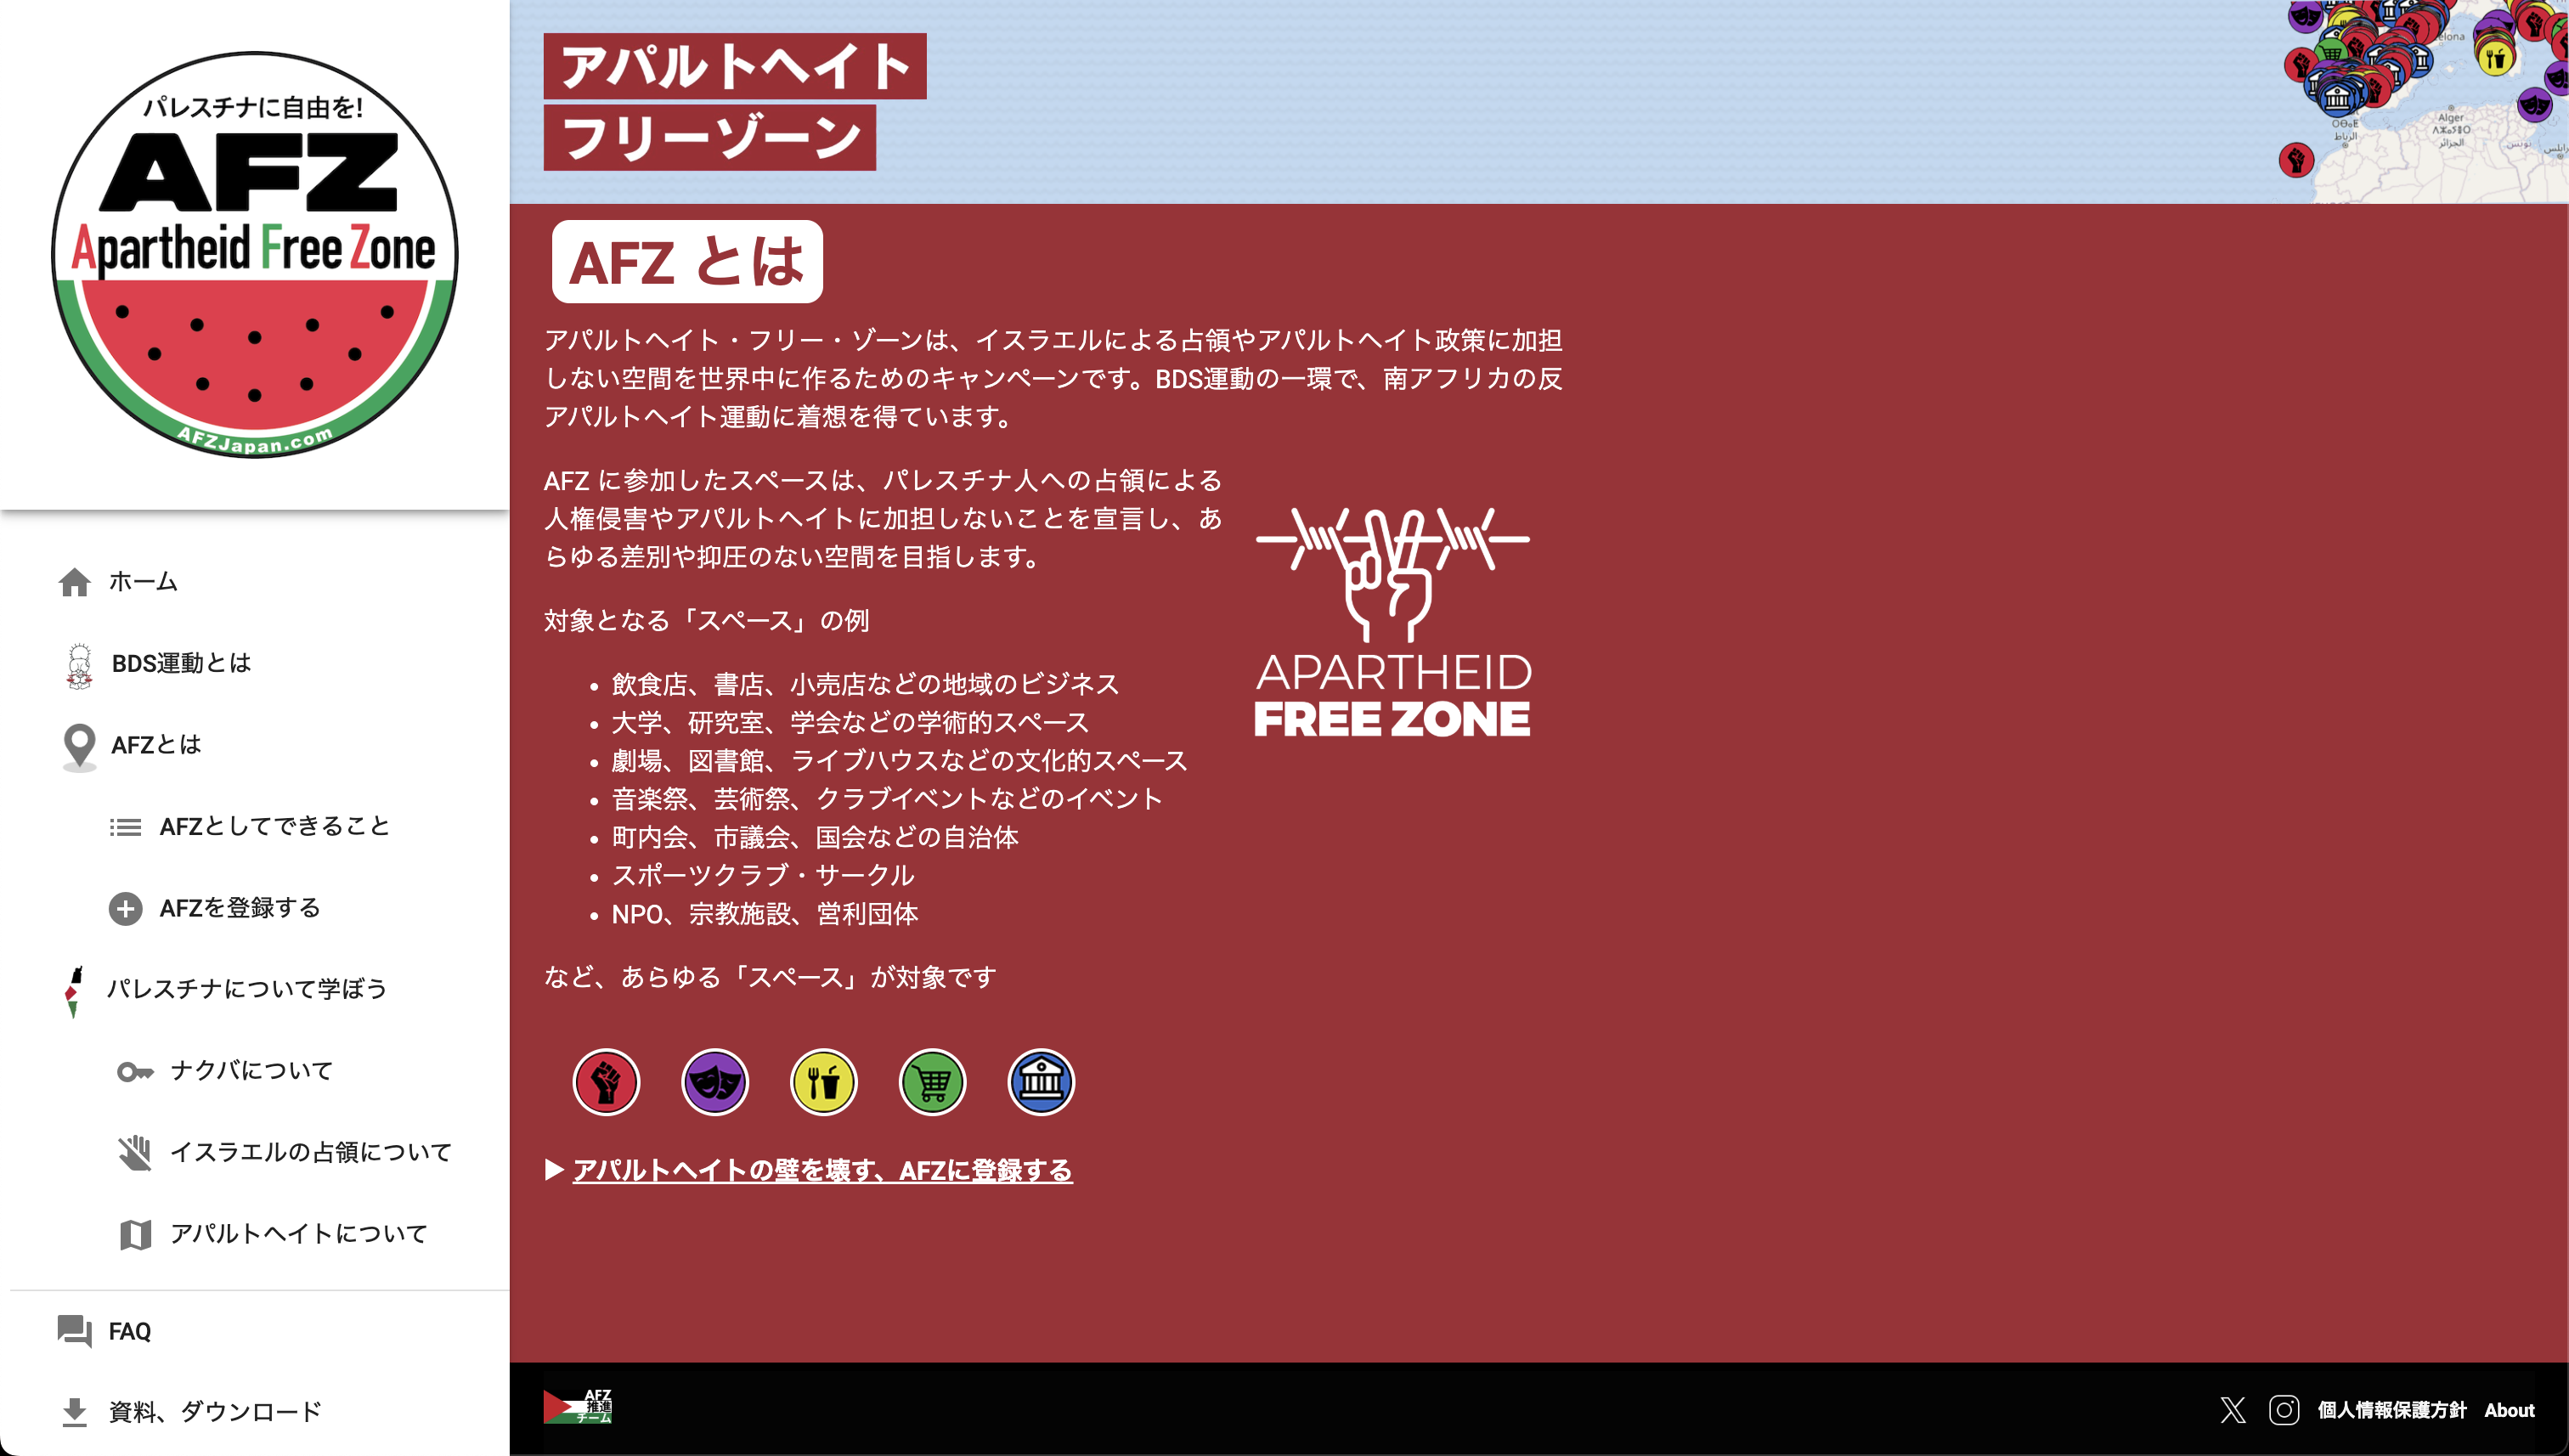 パレスチナに自由を!
AFZ
Apartheid Free Zone
AFZJapan.com
ホーム
BDS運動とは
AFZとは
AFZとしてできること
AFZを登録する
パレスチナについて学ぼう
ナクバについて
イスラエルの占領について
アパルトヘイトについて
FAQ
資料、ダウンロード
アパルトヘイト
フリーゾーン
elona
ⵔⴱⴰⵟ
الرباط
Alger
الجزائر
تونس
AFZ とは
アパルトヘイト・フリー・ゾーンは、イスラエルによる占領やアパルトヘイト政策に加担
しない空間を世界中に作るためのキャンペーンです。BDS運動の一環で、南アフリカの反
アパルトヘイト運動に着想を得ています。
AFZ に参加したスペースは、パレスチナ人への占領による
人権侵害やアパルトヘイトに加担しないことを宣言し、あ
らゆる差別や抑圧のない空間を目指します。
対象となる「スペース」の例
• 飲食店、書店、小売店などの地域のビジネス
• 大学、研究室、学会などの学術的スペース
• 劇場、図書館、ライブハウスなどの文化的スペース
• 音楽祭、芸術祭、クラブイベントなどのイベント
• 町内会、市議会、国会などの自治体
• スポーツクラブ・サークル
• NPO、宗教施設、営利団体
など、あらゆる「スペース」が対象です
APARTHEID
FREE ZONE
▶ アパルトヘイトの壁を壊す、AFZに登録する
AFZ
推進
チーム
個人情報保護方針 About